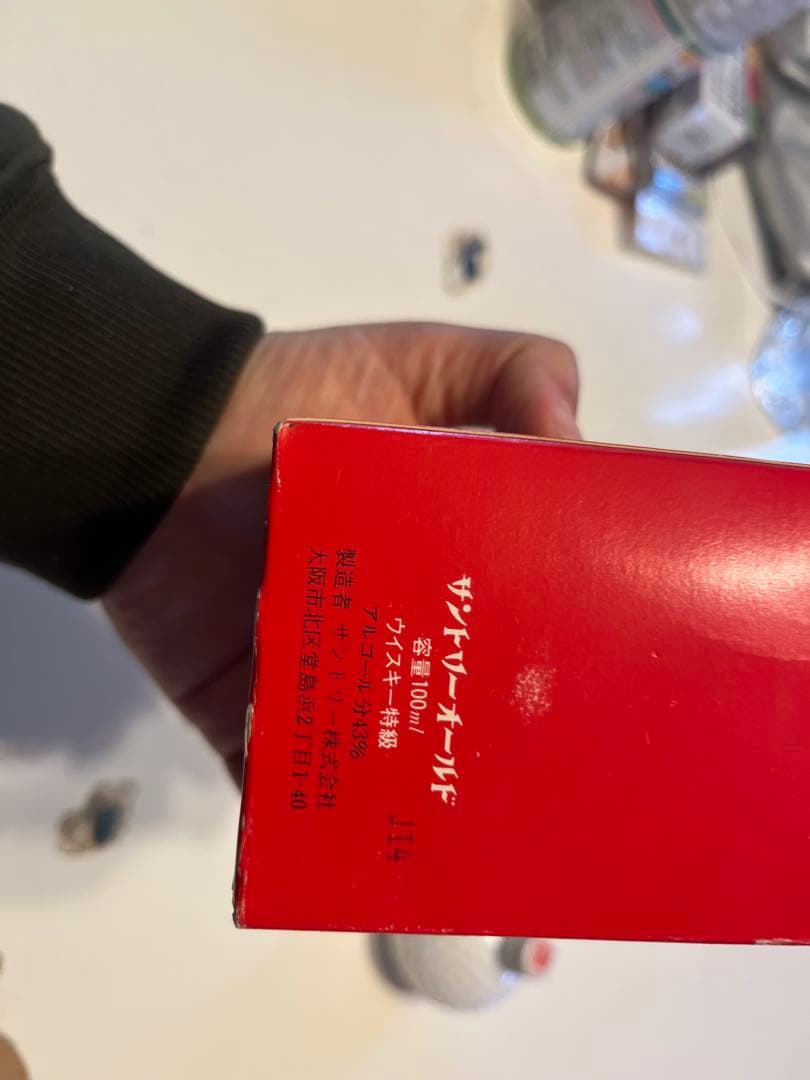 サントリーオールド
容量100ml
ウイスキー特級
アルコール分43%
製造者 サントリー株式会社
大阪市北区堂島浜2丁目1-40
JI4